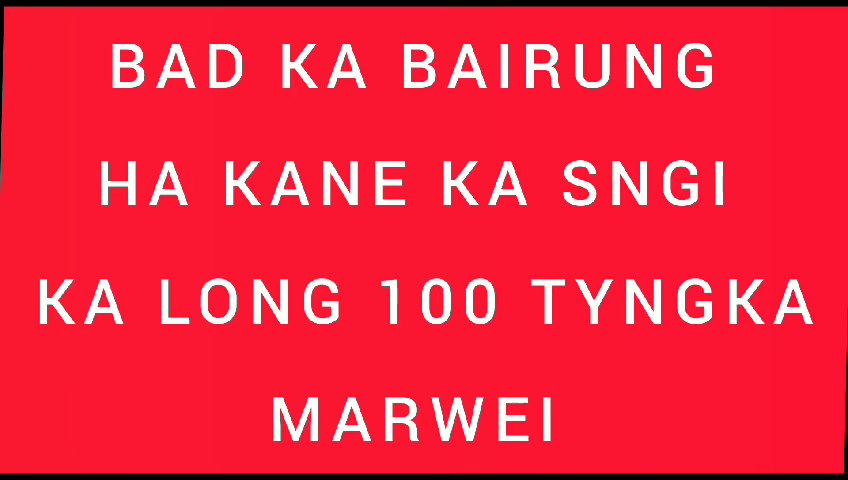 BAD KA BAIRUNG
HA KANE KA SNGI
KA LONG 100 TYNGKA
MARWEI